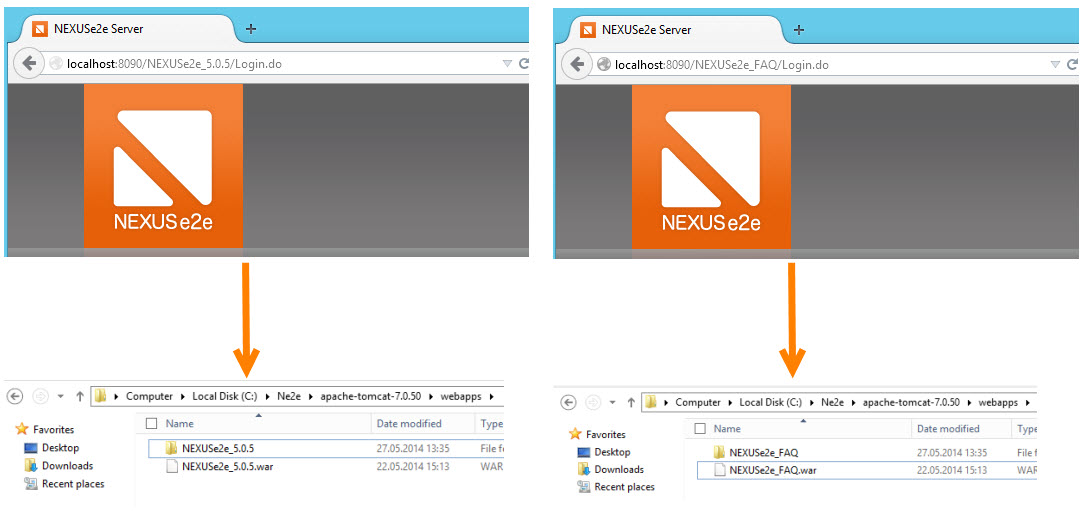 NEXUSe2e Server
localhost:8090/NEXUSe2e_5.0.5/Login.do
NEXUSe2e
Computer Local Disk (C:) Ne2e apache-tomcat-7.0.50 webapps
Favorites
Desktop
Downloads
Recent places
Name Date modified Type
NEXUSe2e_5.0.5 27.05.2014 13:35 File f
NEXUSe2e_5.0.5.war 22.05.2014 15:13 WAR
NEXUSe2e Server
localhost:8090/NEXUSe2e_FAQ/Login.do
NEXUSe2e
Computer Local Disk (C:) Ne2e apache-tomcat-7.0.50 webapps
Favorites
Desktop
Downloads
Recent places
Name Date modified Type
NEXUSe2e_FAQ 27.05.2014 13:35 File f
NEXUSe2e_FAQ.war 22.05.2014 15:13 WAR